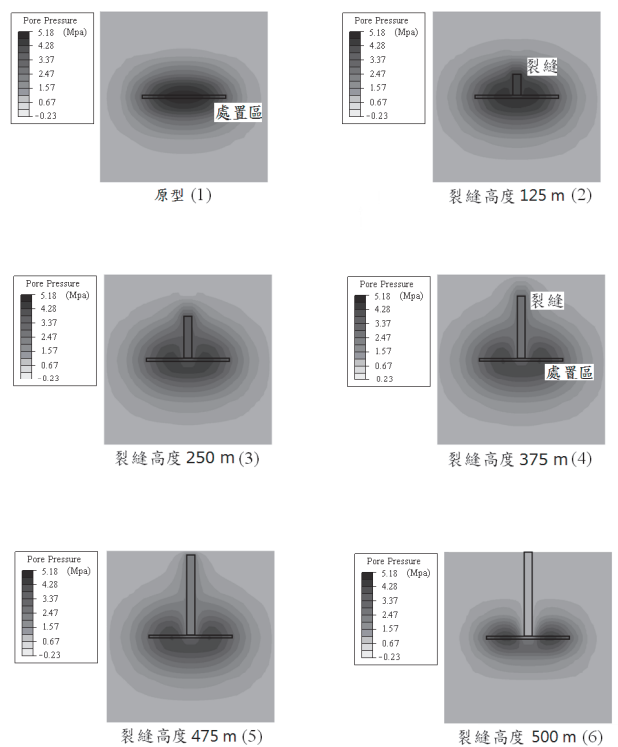 Pore Pressure
5.18 (Mpa)
4.28
3.37
2.47
1.57
0.67
-0.23
處置區
原型 (1)
Pore Pressure
5.18 (Mpa)
4.28
3.37
2.47
1.57
0.67
-0.23
裂縫
裂縫高度 125 m (2)
Pore Pressure
5.18 (Mpa)
4.28
3.37
2.47
1.57
0.67
-0.23
裂縫高度 250 m (3)
Pore Pressure
5.18 (Mpa)
4.28
3.37
2.47
1.57
0.67
0.23
裂縫
處置區
裂縫高度 375 m (4)
Pore Pressure
5.18 (Mpa)
4.28
3.37
2.47
1.57
0.67
-0.23
裂縫高度 475 m (5)
Pore Pressure
5.18 (Mpa)
4.28
3.37
2.47
1.57
0.67
-0.23
裂縫高度 500 m (6)